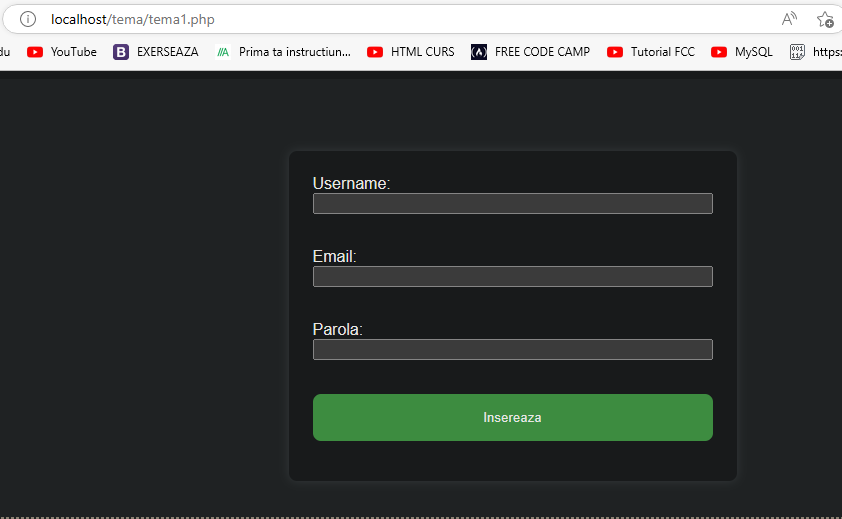 localhost/tema/tema1.php
du YouTube B EXERSEAZA Prima ta instructiun... HTML CURS FREE CODE CAMP Tutorial FCC MySQL https:
Username:
Email:
Parola:
Insereaza